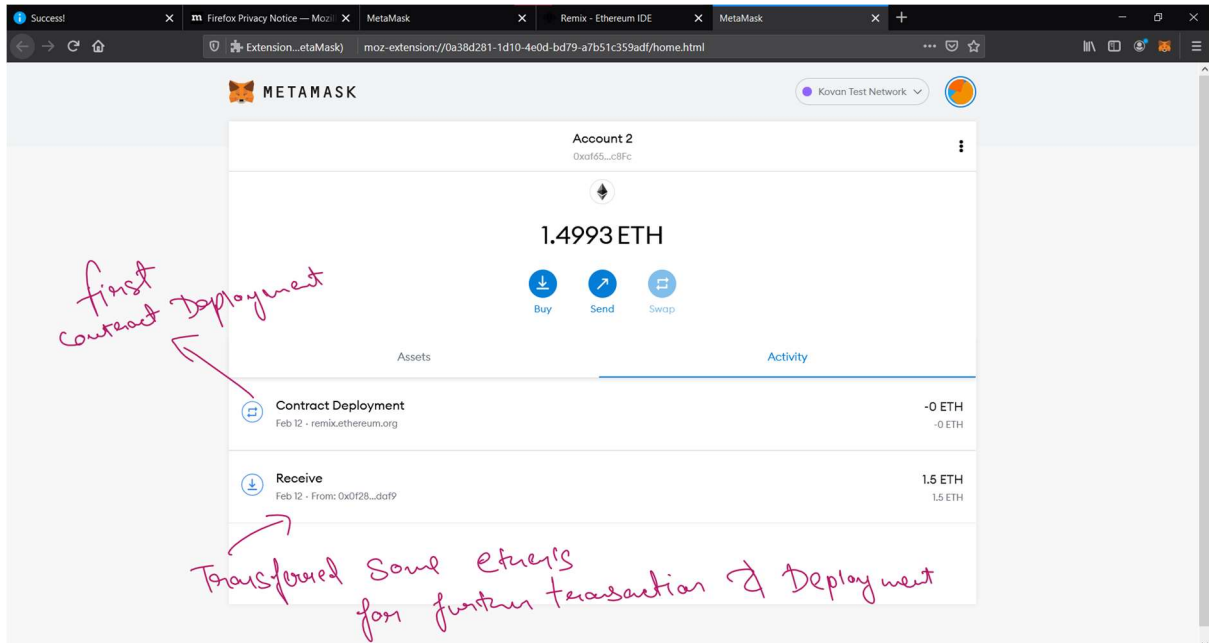 Success!
Firefox Privacy Notice — Mozil
MetaMask
Remix - Ethereum IDE
MetaMask
Extension...etaMask)
moz-extension://0a38d281-1d10-4e0d-bd79-a7b51c359adf/home.html
METAMASK
Kovan Test Network
Account 2
0xaf65...c8Fc
1.4993 ETH
Buy
Send
Swap
first
contract Deployment
Assets
Activity
Contract Deployment
-0 ETH
Feb 12 · remix.ethereum.org
-0 ETH
Receive
1.5 ETH
Feb 12 · From: 0x0f28...daf9
1.5 ETH
Transferred some ether's
for further transaction & Deployment